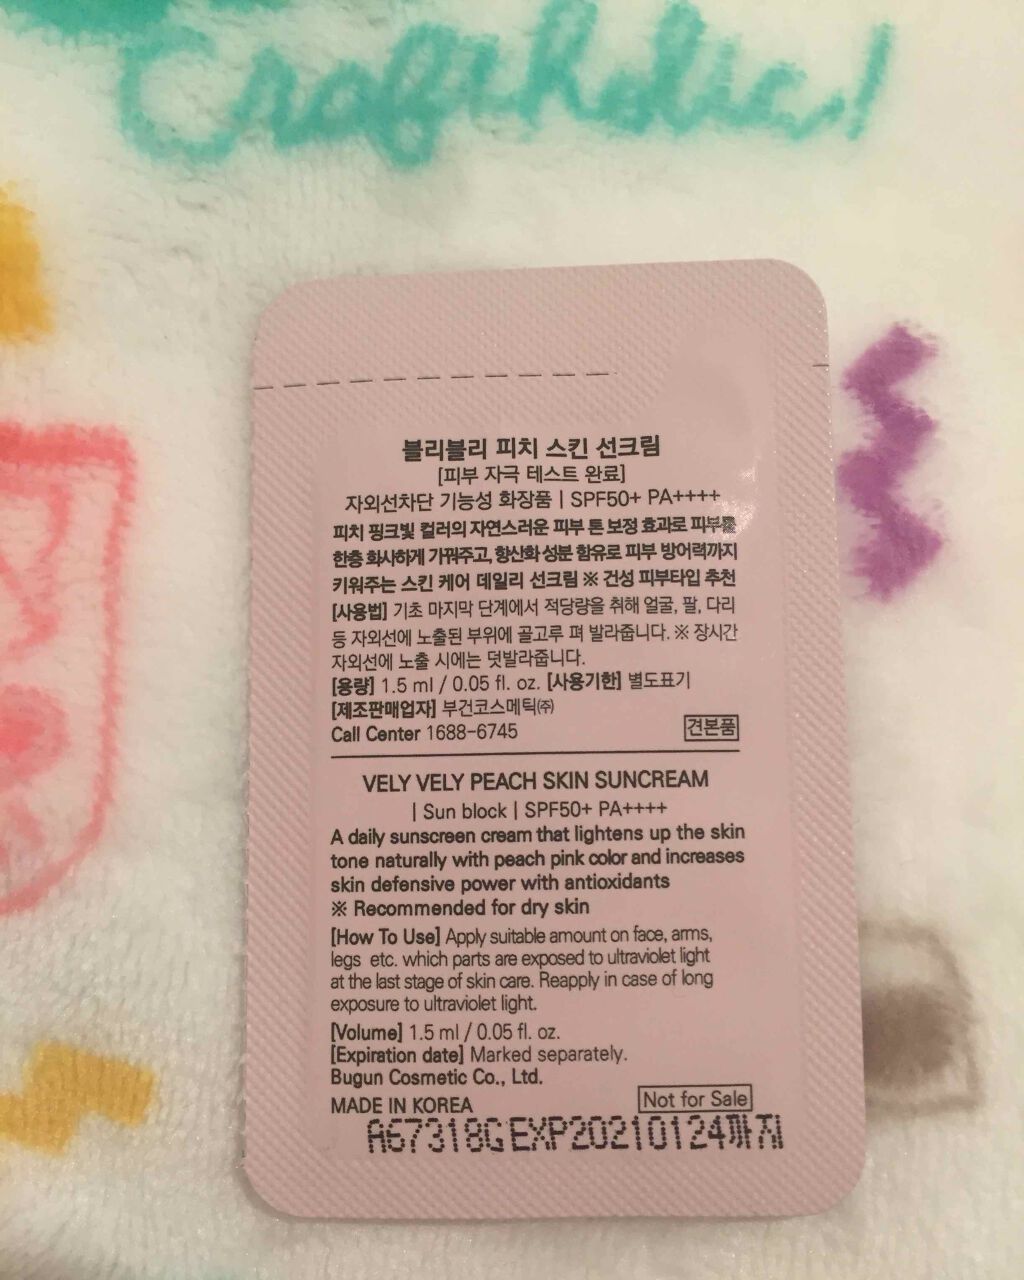 Craftholic!
블리블리 피치 스킨 선크림
[피부 자극 테스트 완료]
자외선차단 기능성 화장품 | SPF50+ PA++++
피치 핑크빛 컬러의 자연스러운 피부 톤 보정 효과로 피부를
한층 화사하게 가꿔주고, 항산화 성분 함유로 피부 방어력까지
키워주는 스킨 케어 데일리 선크림 ※ 건성 피부타입 추천
[사용법] 기초 마지막 단계에서 적당량을 취해 얼굴, 팔, 다리
등 자외선에 노출된 부위에 골고루 펴 발라줍니다. ※ 장시간
자외선에 노출 시에는 덧발라줍니다.
[용량] 1.5 ml / 0.05 fl. oz. [사용기한] 별도표기
[제조판매업자] 부건코스메틱㈜
Call Center 1688-6745
견본품
VELY VELY PEACH SKIN SUNCREAM
| Sun block | SPF50+ PA++++
A daily sunscreen cream that lightens up the skin
tone naturally with peach pink color and increases
skin defensive power with antioxidants
※ Recommended for dry skin
[How To Use] Apply suitable amount on face, arms,
legs etc. which parts are exposed to ultraviolet light
at the last stage of skin care. Reapply in case of long
exposure to ultraviolet light.
[Volume] 1.5 ml / 0.05 fl. oz.
[Expiration date] Marked separately.
Bugun Cosmetic Co., Ltd.
MADE IN KOREA
Not for Sale
A67318G EXP20210124까지